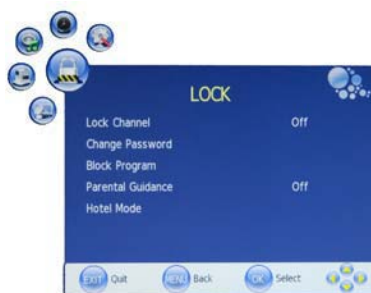 LOCK
Lock Channel Off
Change Password
Block Program
Parental Guidance Off
Hotel Mode
EXIT Quit MENU Back OK Select